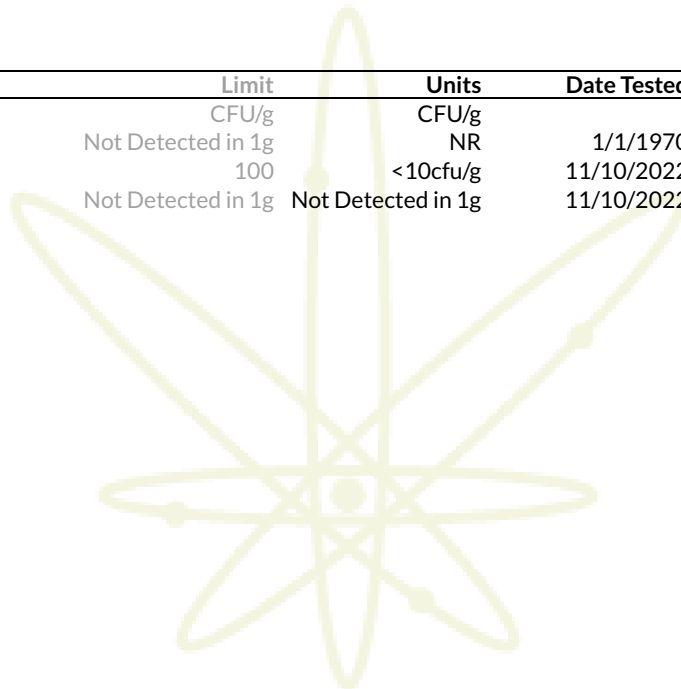 Limit Units Date Tested
CFU/g CFU/g
Not Detected in 1g NR 1/1/1970
100 <10cfu/g 11/10/2022
Not Detected in 1g Not Detected in 1g 11/10/2022